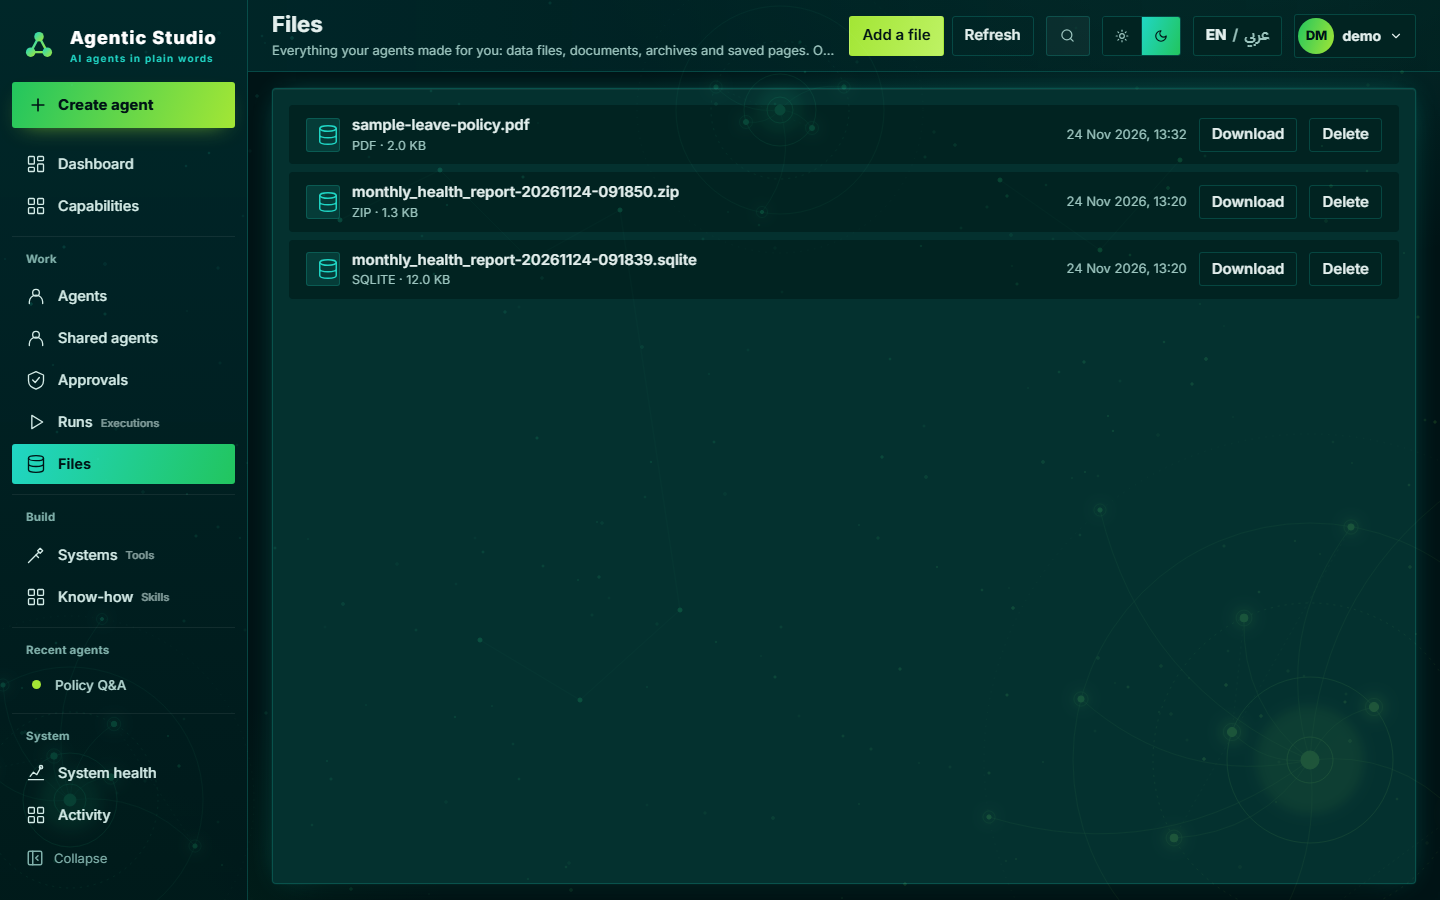 Agentic Studio
AI agents in plain words
Create agent
Dashboard
Capabilities
Work
Agents
Shared agents
Approvals
Runs Executions
Files
Build
Systems Tools
Know-how Skills
Recent agents
Policy Q&A
System
System health
Activity
Collapse
Files
Everything your agents made for you: data files, documents, archives and saved pages. O...
Add a file
Refresh
EN / عربي
DM demo
sample-leave-policy.pdf
PDF · 2.0 KB
24 Nov 2026, 13:32 Download Delete
monthly_health_report-20261124-091850.zip
ZIP · 1.3 KB
24 Nov 2026, 13:20 Download Delete
monthly_health_report-20261124-091839.sqlite
SQLITE · 12.0 KB
24 Nov 2026, 13:20 Download Delete